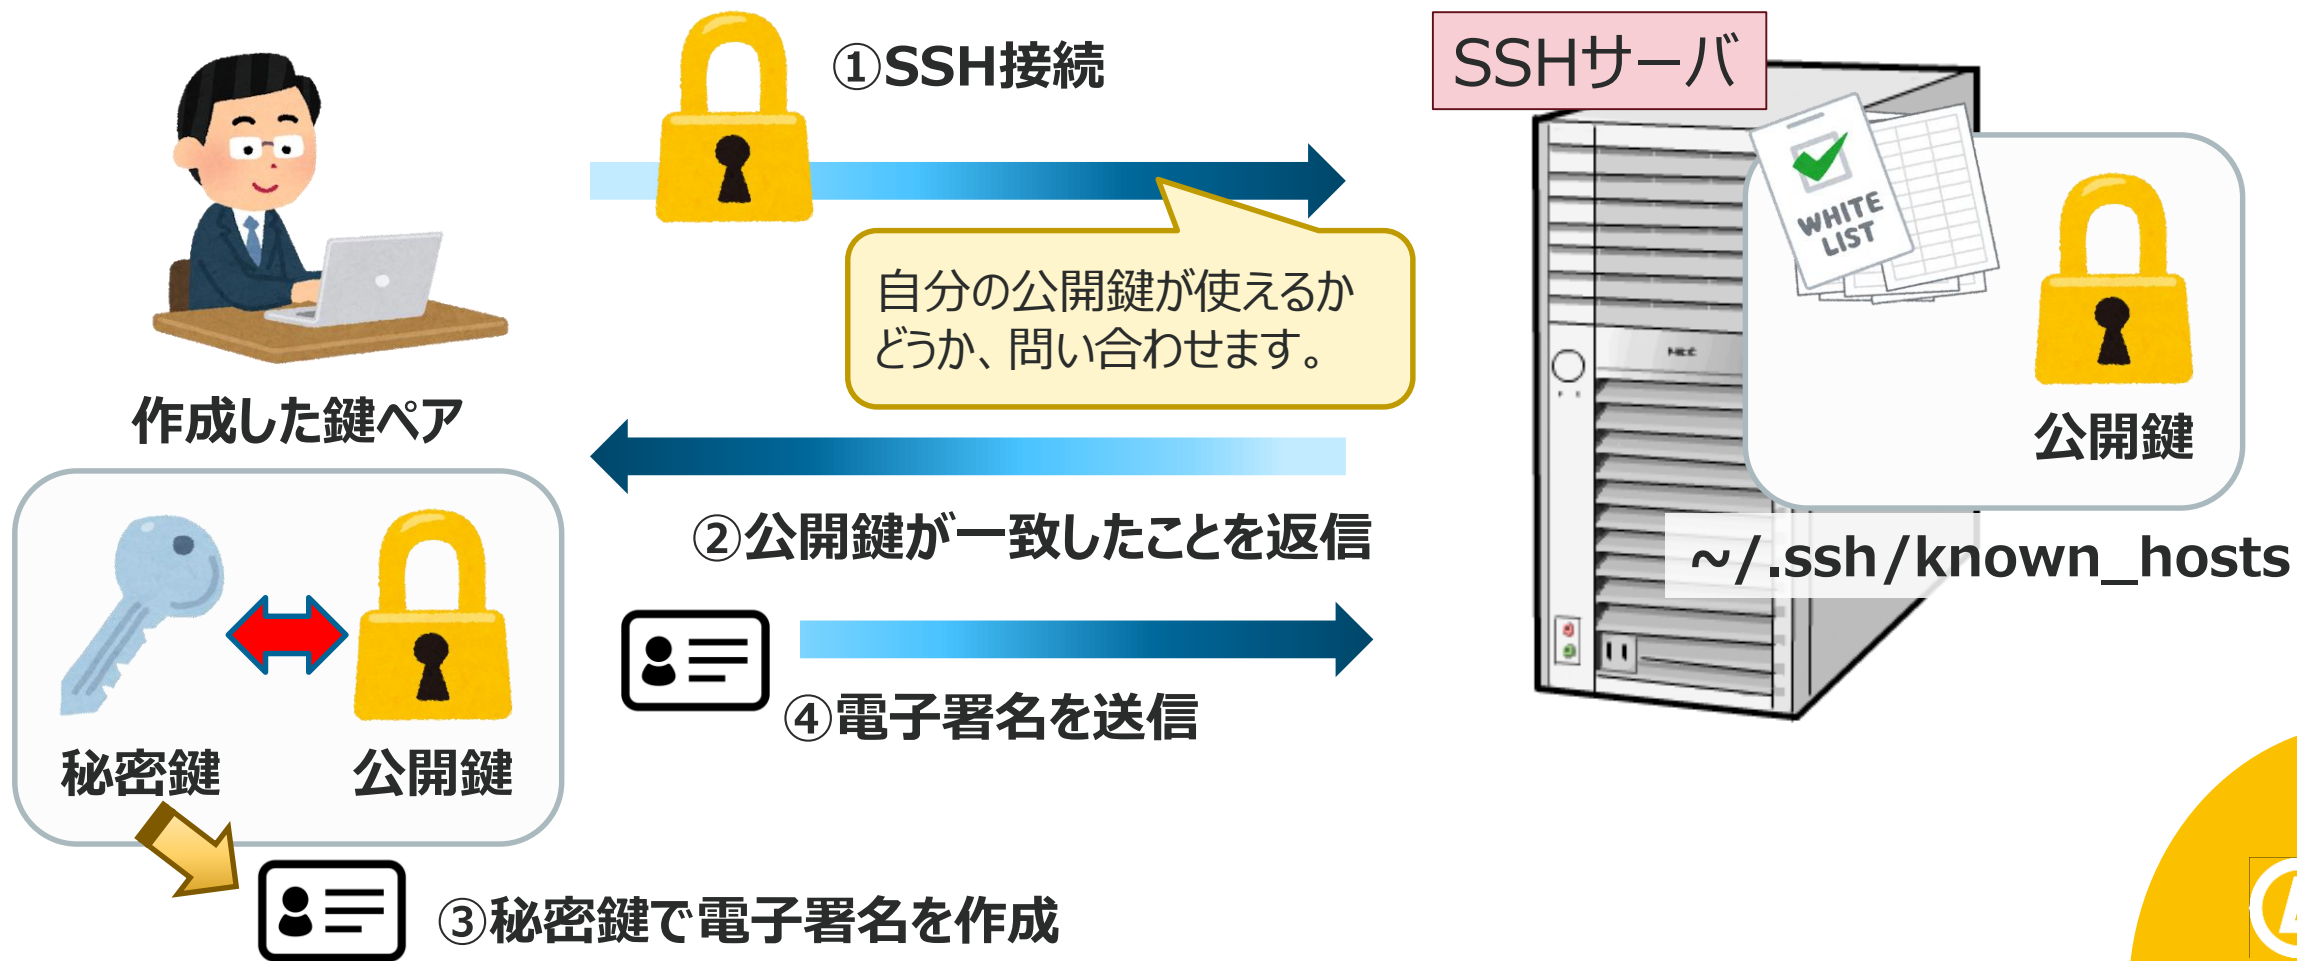 ①SSH接続
SSHサーバ
WHITE
LIST
自分の公開鍵が使えるか
どうか、問い合わせます。
NEC
作成した鍵ペア
公開鍵
②公開鍵が一致したことを返信
~/.ssh/known_hosts
④電子署名を送信
秘密鍵
公開鍵
③秘密鍵で電子署名を作成